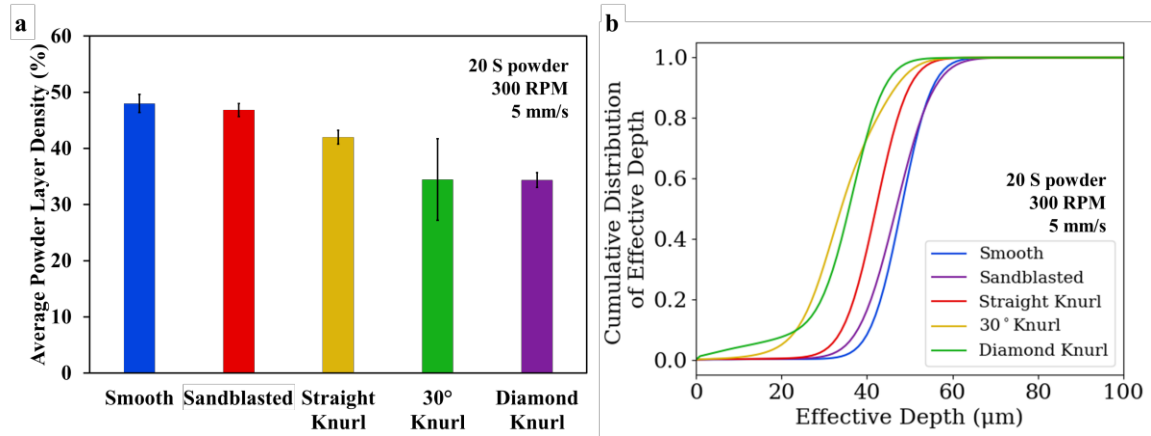 a
Average Powder Layer Density (%)
60
50
40
30
20
10
0
20 S powder
300 RPM
5 mm/s
Smooth
Sandblasted
Straight
Knurl
30°
Knurl
Diamond
Knurl
b
Cumulative Distribution
of Effective Depth
1.0
0.8
0.6
0.4
0.2
0.0
20 S powder
300 RPM
5 mm/s
Smooth
Sandblasted
Straight Knurl
30°Knurl
Diamond Knurl
0 20 40 60 80 100
Effective Depth (μm)